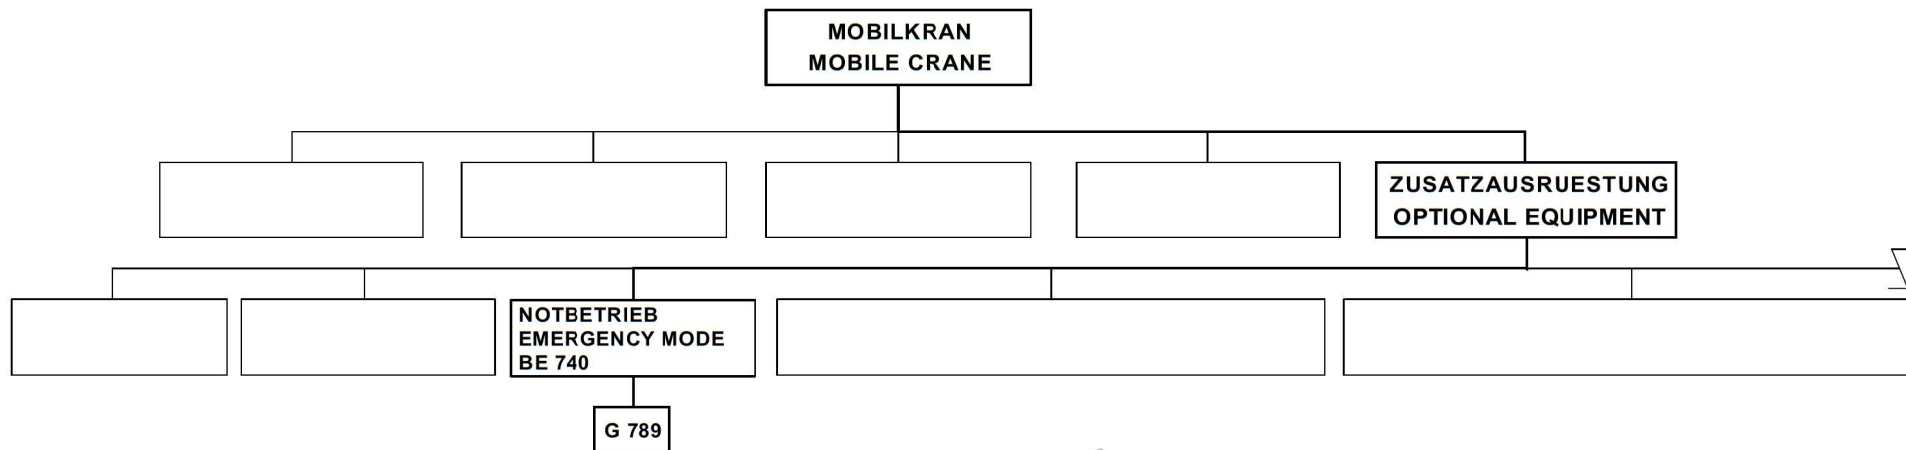 MOBILKRAN
MOBILE CRANE
ZUSATZAUSRUESTUNG
OPTIONAL EQUIPMENT
NOTBETRIEB
EMERGENCY MODE
BE 740
G 789